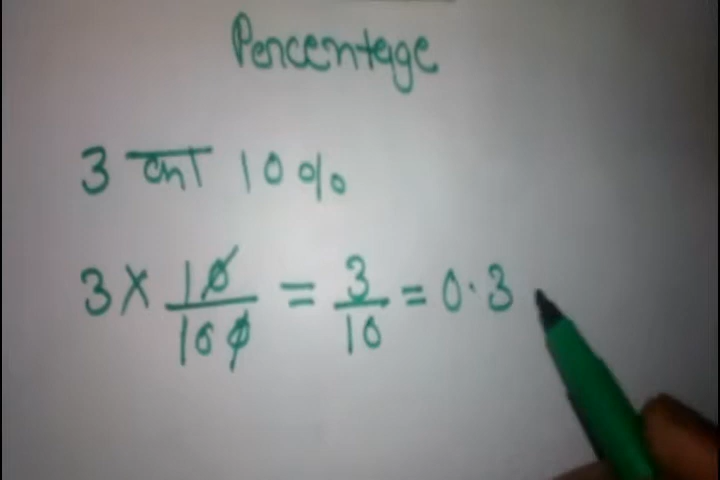 Percentage
3 का 10%
3 × 10/100 = 3/10 = 0.3